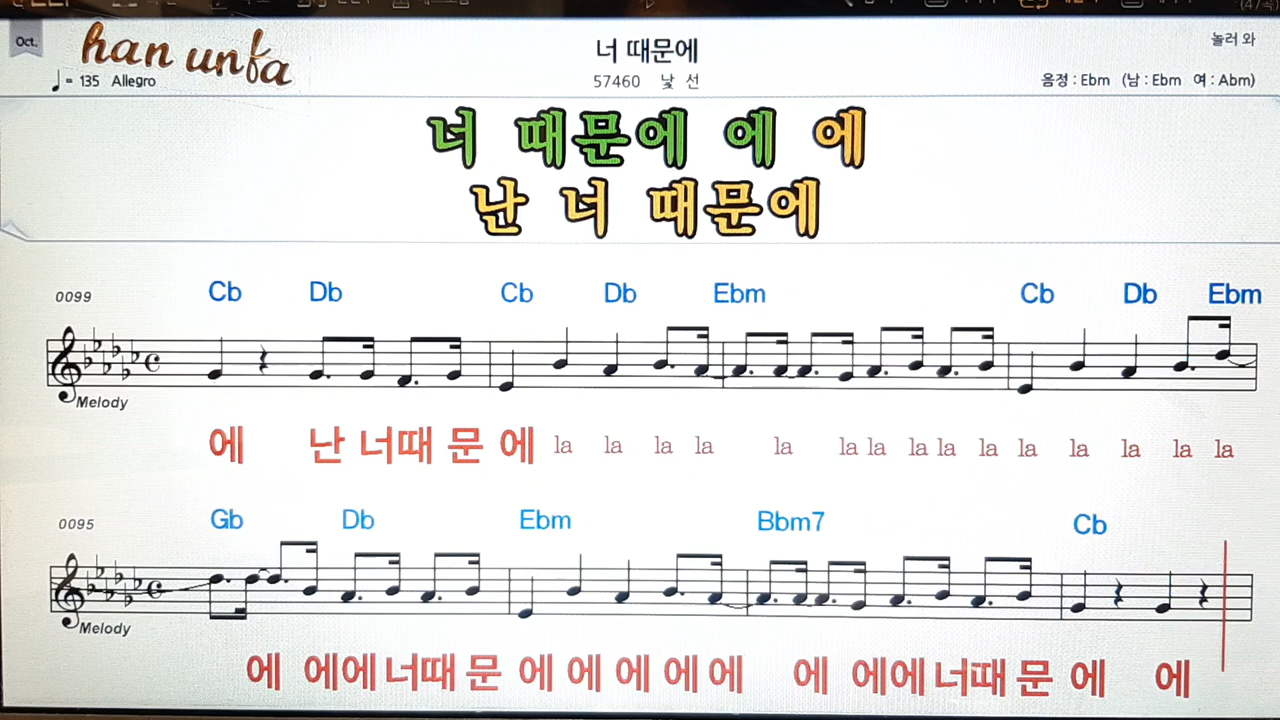 Oct.
han unfa
너 때문에
놀러 와
♩= 135 Allegro
57460 낯 선
음정 : Ebm (남 : Ebm 여 : Abm)
너 때문에 에 에
난 너 때문에
0099 Cb Db Cb Db Ebm Cb Db Ebm
Melody
에 난 너때 문 에 la la la la la la la la la la la la la la la
0095 Gb Db Ebm Bbm7 Cb
Melody
에 에에 너때 문 에 에 에 에 에 에 에에 너때 문 에 에